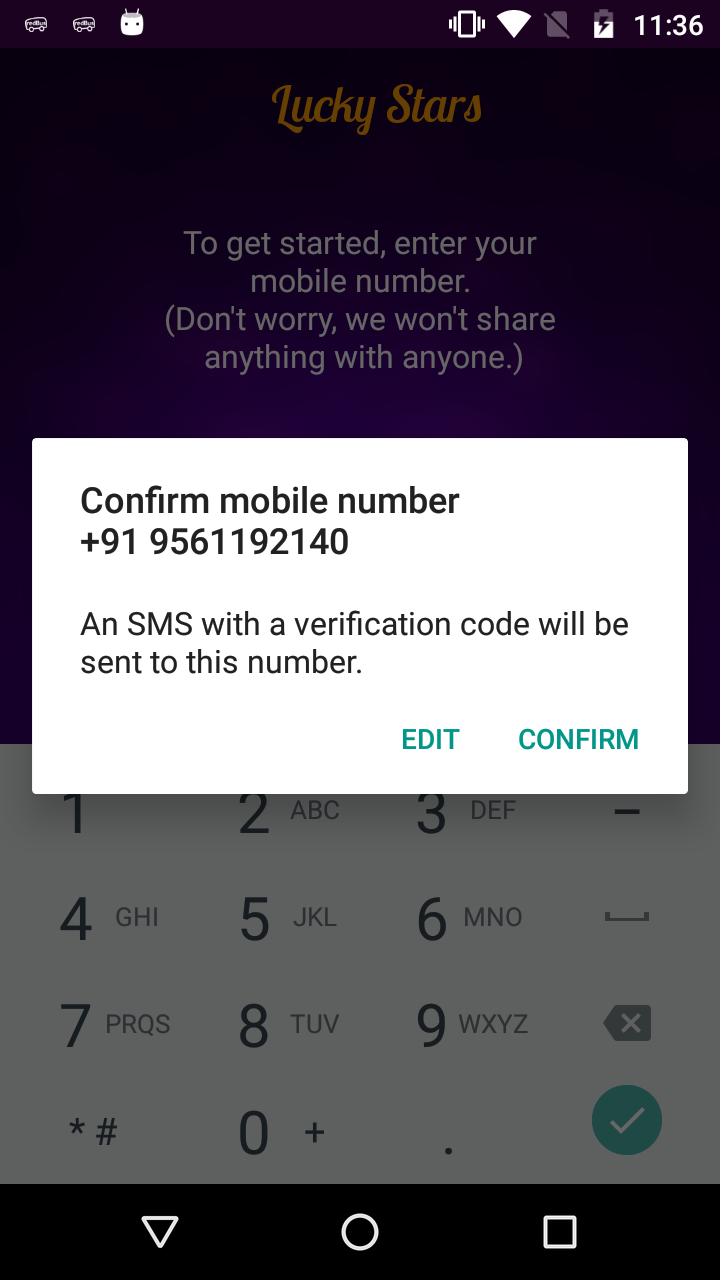 redBus redBus 11:36
Lucky Stars
To get started, enter your
mobile number.
(Don't worry, we won't share
anything with anyone.)
Confirm mobile number
+91 9561192140
An SMS with a verification code will be
sent to this number.
EDIT CONFIRM
1 2 ABC 3 DEF –
4 GHI 5 JKL 6 MNO
7 PRQS 8 TUV 9 WXYZ
* # 0 + .